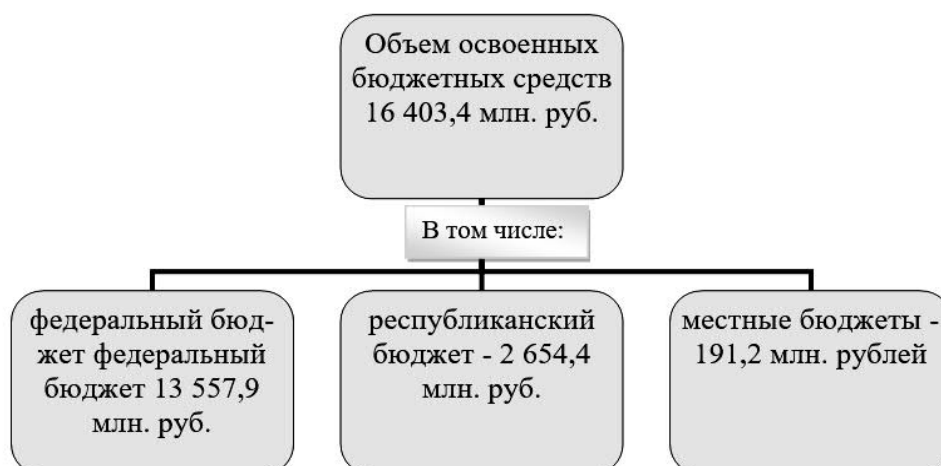 Объем освоенных
бюджетных средств
16 403,4 млн. руб.
В том числе:
федеральный бюд-
жет федеральный
бюджет 13 557,9
млн. руб.
республиканский
бюджет - 2 654,4
млн. руб.
местные бюджеты -
191,2 млн. рублей